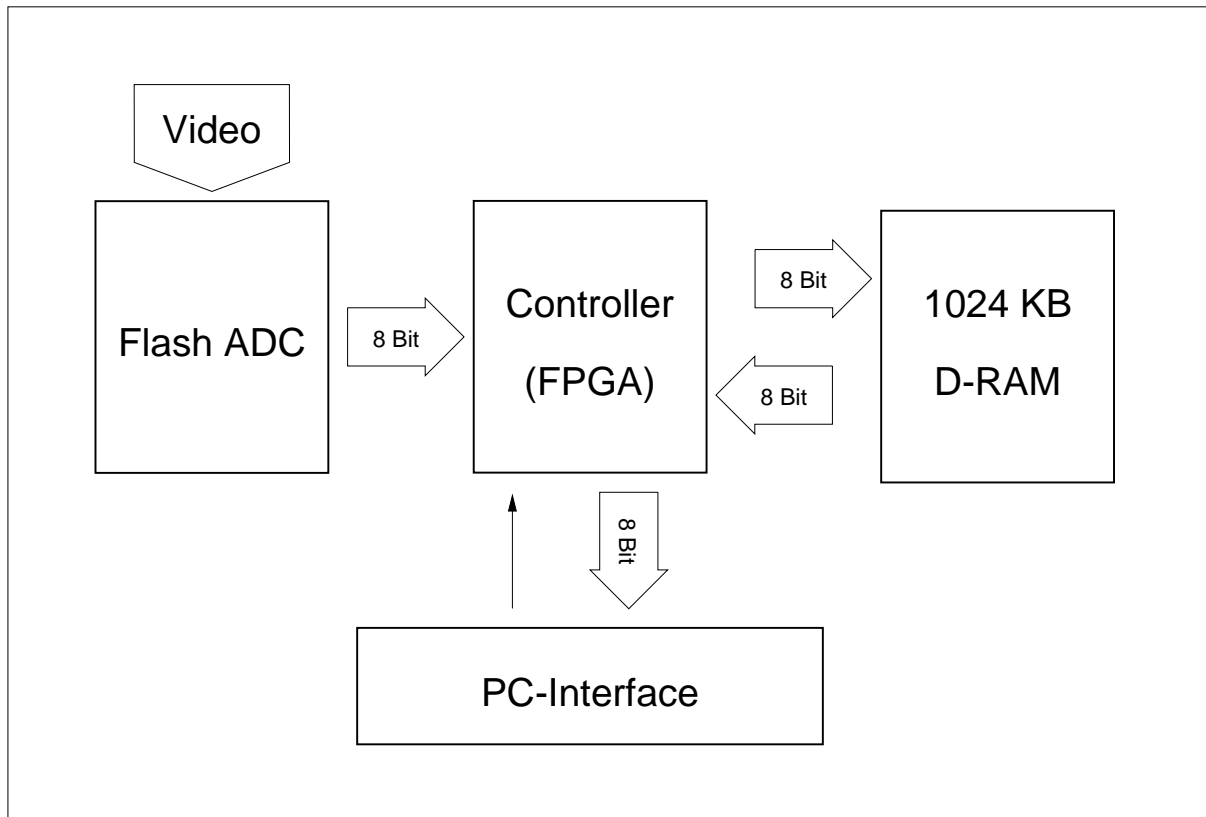 Video
Flash ADC
8 Bit
Controller
(FPGA)
8 Bit
8 Bit
1024 KB
D-RAM
8 Bit
PC-Interface